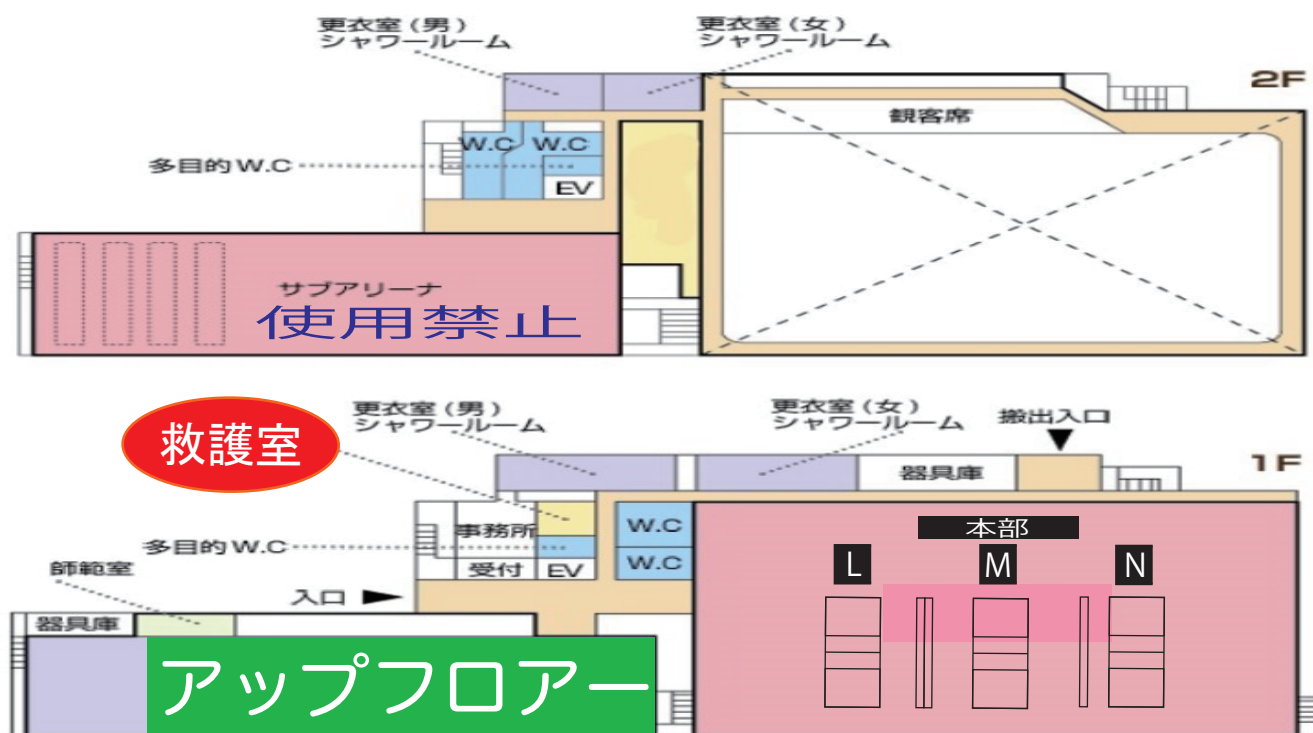 更衣室(男)
シャワールーム
更衣室(女)
シャワールーム
2F
観客席
W.C
W.C
多目的W.C
EV
サブアリーナ
使用禁止
救護室
更衣室(男)
シャワールーム
更衣室(女)
シャワールーム
搬出入口
1F
器具庫
事務所
W.C
本部
多目的W.C
W.C
L
M
N
師範室
受付
EV
入口
器具庫
アップフロアー